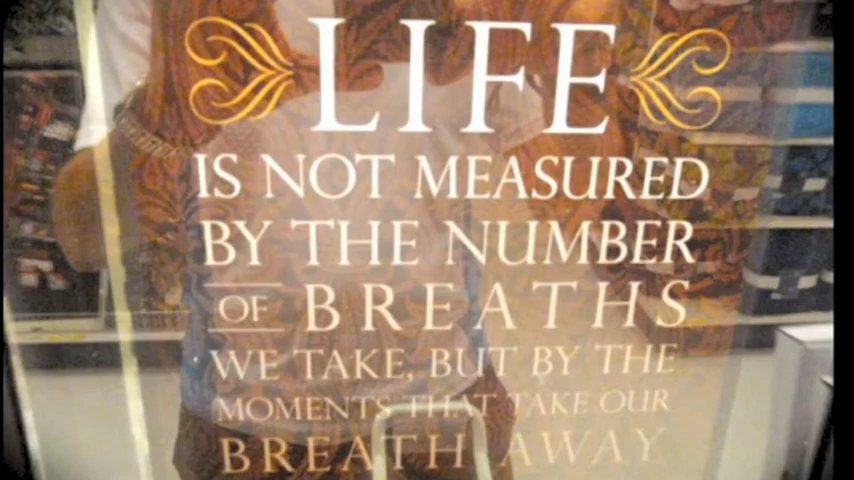 LIFE
IS NOT MEASURED
BY THE NUMBER
OF BREATHS
WE TAKE, BUT BY THE
MOMENTS THAT TAKE OUR
BREATH AWAY